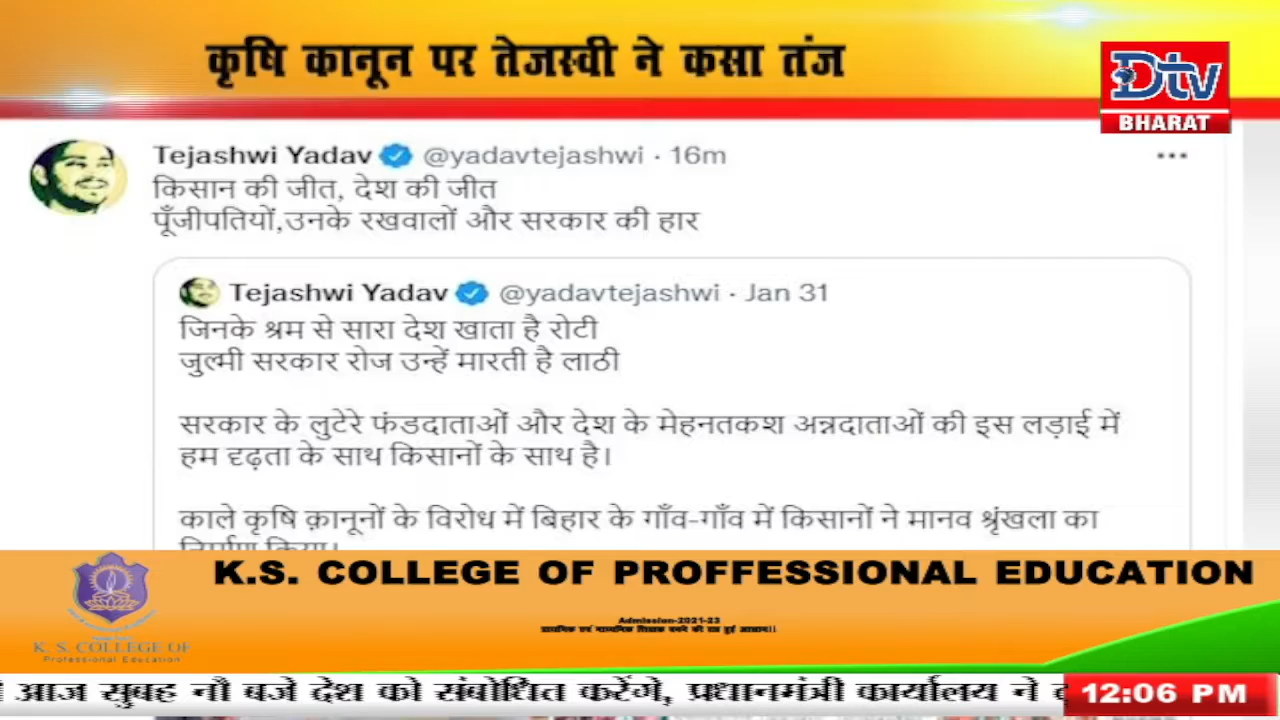 कृषि कानून पर तेजस्वी ने कसा तंज
Dtv
BHARAT
Tejashwi Yadav @yadavtejashwi · 16m
किसान की जीत, देश की जीत
पूँजीपतियों,उनके रखवालों और सरकार की हार
Tejashwi Yadav @yadavtejashwi · Jan 31
जिनके श्रम से सारा देश खाता है रोटी
जुल्मी सरकार रोज उन्हें मारती है लाठी
सरकार के लुटेरे फंडदाताओं और देश के मेहनतकश अन्नदाताओं की इस लड़ाई में
हम दृढ़ता के साथ किसानों के साथ है।
काले कृषि क़ानूनों के विरोध में बिहार के गाँव-गाँव में किसानों ने मानव श्रृंखला का
निर्माण किया।
K.S. COLLEGE OF PROFFESSIONAL EDUCATION
Admission-2021-23
K. S. COLLEGE OF
Professional Education
आज सुबह नौ बजे देश को संबोधित करेंगे, प्रधानमंत्री कार्यालय ने
12:06 PM